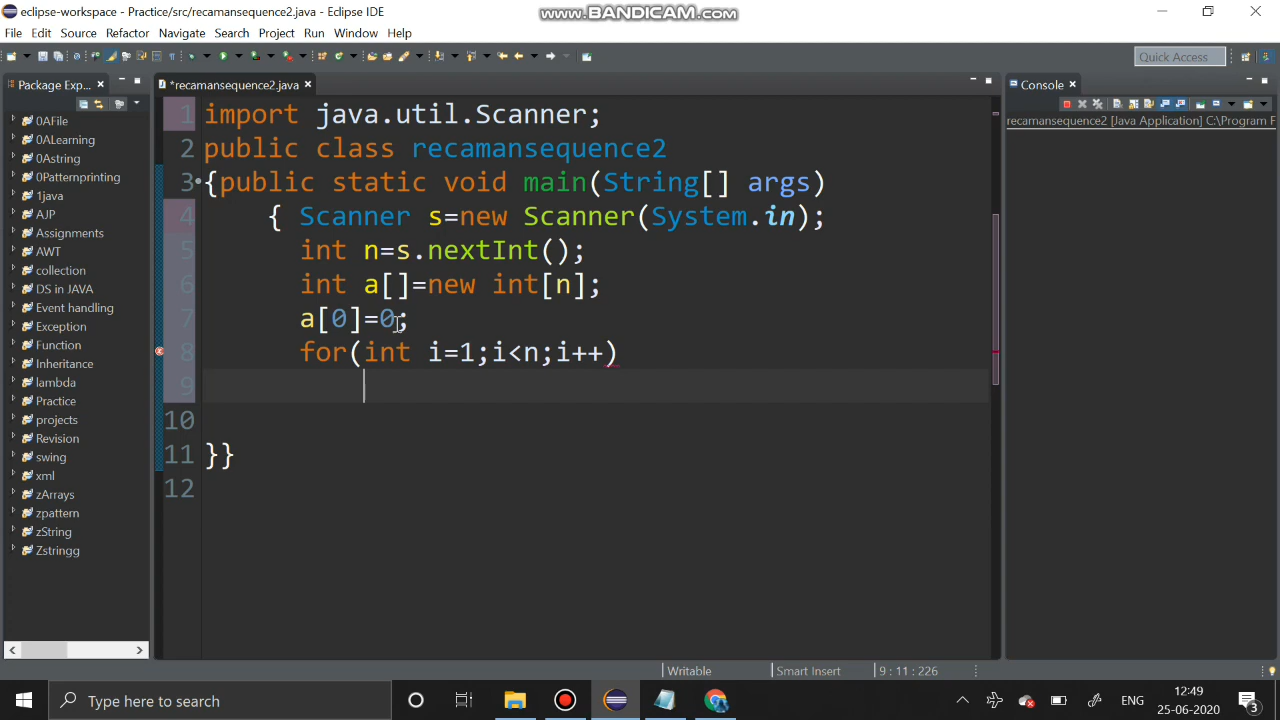 eclipse-workspace - Practice/src/recamansequence2.java - Eclipse IDE
www.BANDICAM.com
File Edit Source Refactor Navigate Search Project Run Window Help
Quick Access
Package Exp...
*recamansequence2.java
Console
recamansequence2 [Java Application] C:\Program F
0AFile
0ALearning
0Astring
0Patternprinting
1java
AJP
Assignments
AWT
collection
DS in JAVA
Event handling
Exception
Function
Inheritance
lambda
Practice
projects
Revision
swing
xml
zArrays
zpattern
zString
Zstringg
1 import java.util.Scanner;
2 public class recamansequence2
3 {public static void main(String[] args)
4 { Scanner s=new Scanner(System.in);
5 int n=s.nextInt();
6 int a[]=new int[n];
7 a[0]=0;
8 for(int i=1;i<n;i++)
9
10
11 }}
12
Writable Smart Insert 9 : 11 : 226
Type here to search
ENG
12:49
25-06-2020
3